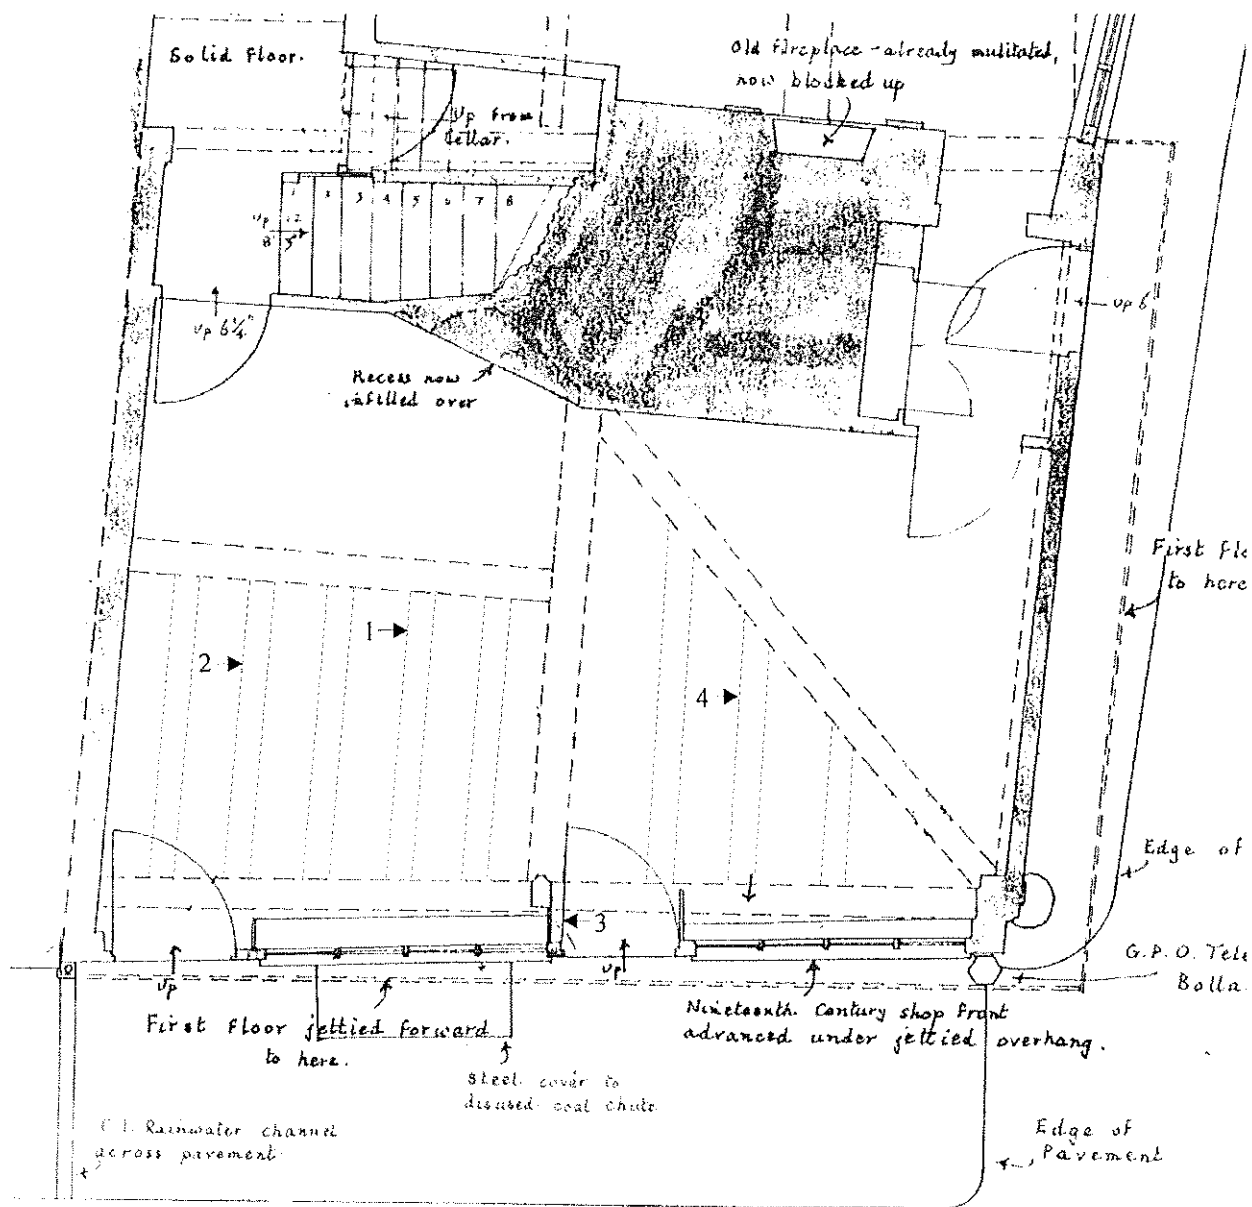 Solid Floor.
Old fireplace - already mutilated,
now blocked up
Up from
Cellar.
1 2 3 4 5 6 7 8
Up
Up 6 3/4"
Up 6
Recess now
infilled over
First Flo
to here
1
2
4
3
Edge of
Up
Up
G.P.O. Tele
Bolla
First Floor jettied forward
to here.
Nineteenth Century shop front
advanced under jettied overhang.
Steel cover to
disused coal chute
C.I. Rainwater channel
across pavement
Edge of
Pavement